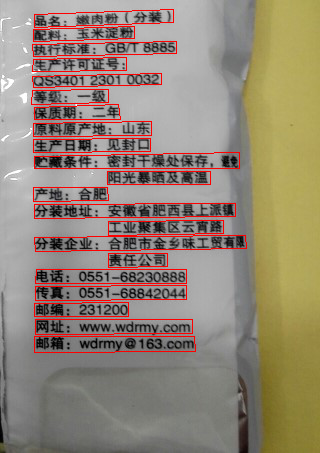 品名：嫩肉粉（分装）
配料：玉米淀粉
执行标准：GB/T 8885
生产许可证号：
QS3401 2301 0032
等级：一级
保质期：二年
原料原产地：山东
生产日期：见封口
贮藏条件：密封干燥处保存，避免
阳光暴晒及高温
产地：合肥
分装地址：安徽省肥西县上派镇
工业聚集区云霄路
分装企业：合肥市金乡味工贸有限
责任公司
电话：0551-68230888
传真：0551-68842044
邮编：231200
网址：www.wdrmy.com
邮箱：wdrmy@163.com